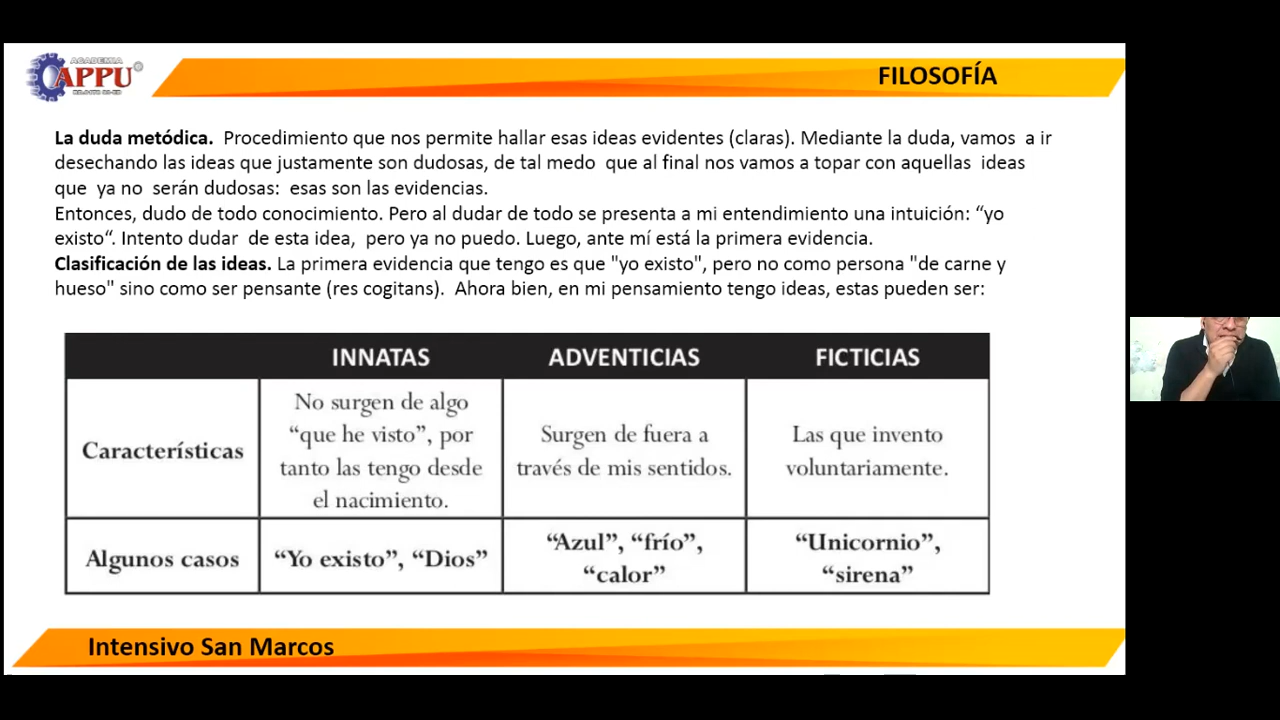 ACADEMIA
APPU
FILOSOFÍA
La duda metódica. Procedimiento que nos permite hallar esas ideas evidentes (claras). Mediante la duda, vamos a ir
desechando las ideas que justamente son dudosas, de tal medo que al final nos vamos a topar con aquellas ideas
que ya no serán dudosas: esas son las evidencias.
Entonces, dudo de todo conocimiento. Pero al dudar de todo se presenta a mi entendimiento una intuición: “yo
existo“. Intento dudar de esta idea, pero ya no puedo. Luego, ante mí está la primera evidencia.
Clasificación de las ideas. La primera evidencia que tengo es que "yo existo", pero no como persona "de carne y
hueso" sino como ser pensante (res cogitans). Ahora bien, en mi pensamiento tengo ideas, estas pueden ser:
INNATAS ADVENTICIAS FICTICIAS
Características
No surgen de algo
“que he visto”, por
tanto las tengo desde
el nacimiento.
Surgen de fuera a
través de mis sentidos.
Las que invento
voluntariamente.
Algunos casos
“Yo existo”, “Dios”
“Azul”, “frío”,
“calor”
“Unicornio”,
“sirena”
Intensivo San Marcos